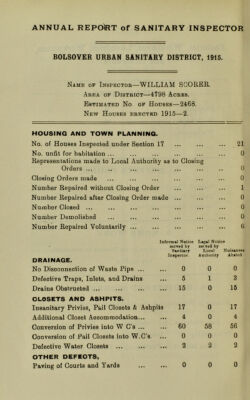 ANNUAL REPORT of SANITARY INSPECTOR
BOLSOVER URBAN SANITARY DISTRICT, 1915.
Name of Inspector—WILLIAM SCORER.
Area of District—4798 Acres.
Estimated No. of Houses—2468.
New Houses erected 1915—2.
HOUSING AND TOWN PLANNING.
No. of Houses Inspected under Section 17 ... ... ... 21
No. unfit for habitation ... ... ... ... ... ... 0
Representations made to Local Authority as to Closing
Orders ... ... ... ... ... ... ... 0
Closing Orders made ... ... ... ... ... ... 0
Number Repaired without Closing Order ... ... ... 1
Number Repaired after Closing Order made ... ... ... 0
Number Closed ... ... ... ... ... ... ... 0
Number Demolished ... ... ... ... ... ... 0
Number Repaired Voluntarily ... ... ... ... ... 6
Informal Notice served by Sanitary Inspector. Legal Notice served by Local Authority Nuisances Abated
DRAINAGE.
No Disconnection of Waste Pips ... ... 0 0 0
Defective Traps, Inlets, and Drains ... 5 1 3
Drains Obstructed ... ... ... ... 15 0 15
CLOSETS AND ASHPITS.
Insanitary Privies, Pail Closets & Ashpits 17 0 17
Additional Closet Accommodation ... ... 4 0 4
Conversion of Privies into W C's ... ... 60 58 56
Conversion of Pail Closets into W.C's. ... 0 0 0
Defective Water Closets ... ... ... 2 2 2
OTHER DEFECTS,
Paving of Courts and Yards ... ... 0 0 0